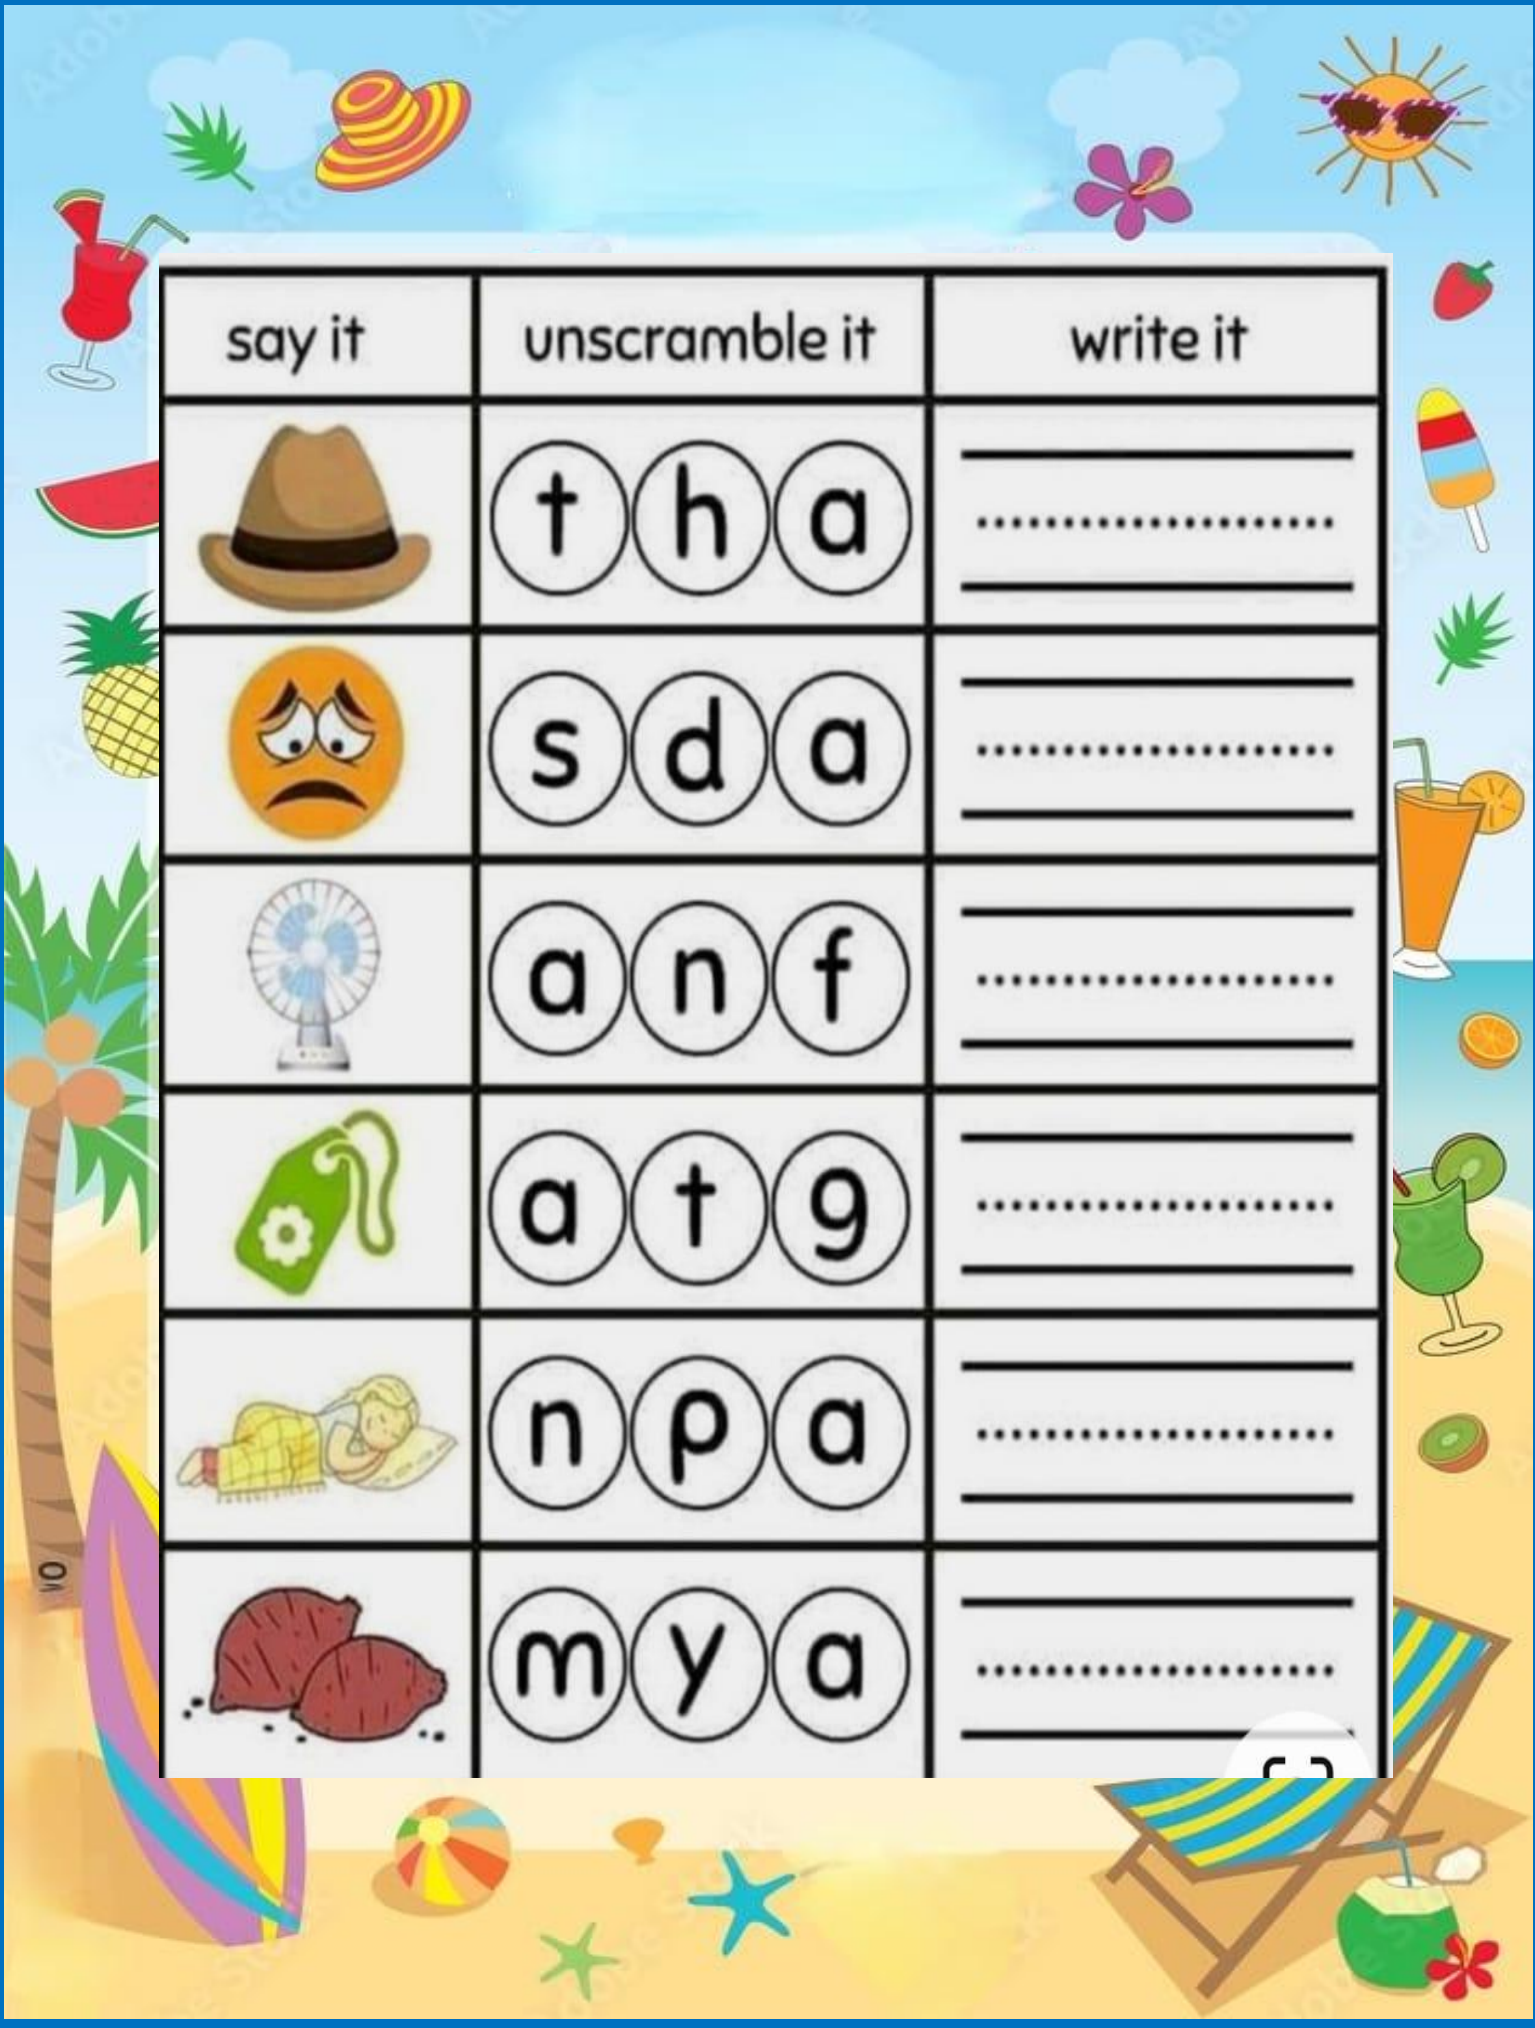 say it unscramble it write it
t h a
s d a
a n f
a t g
n p a
m y a